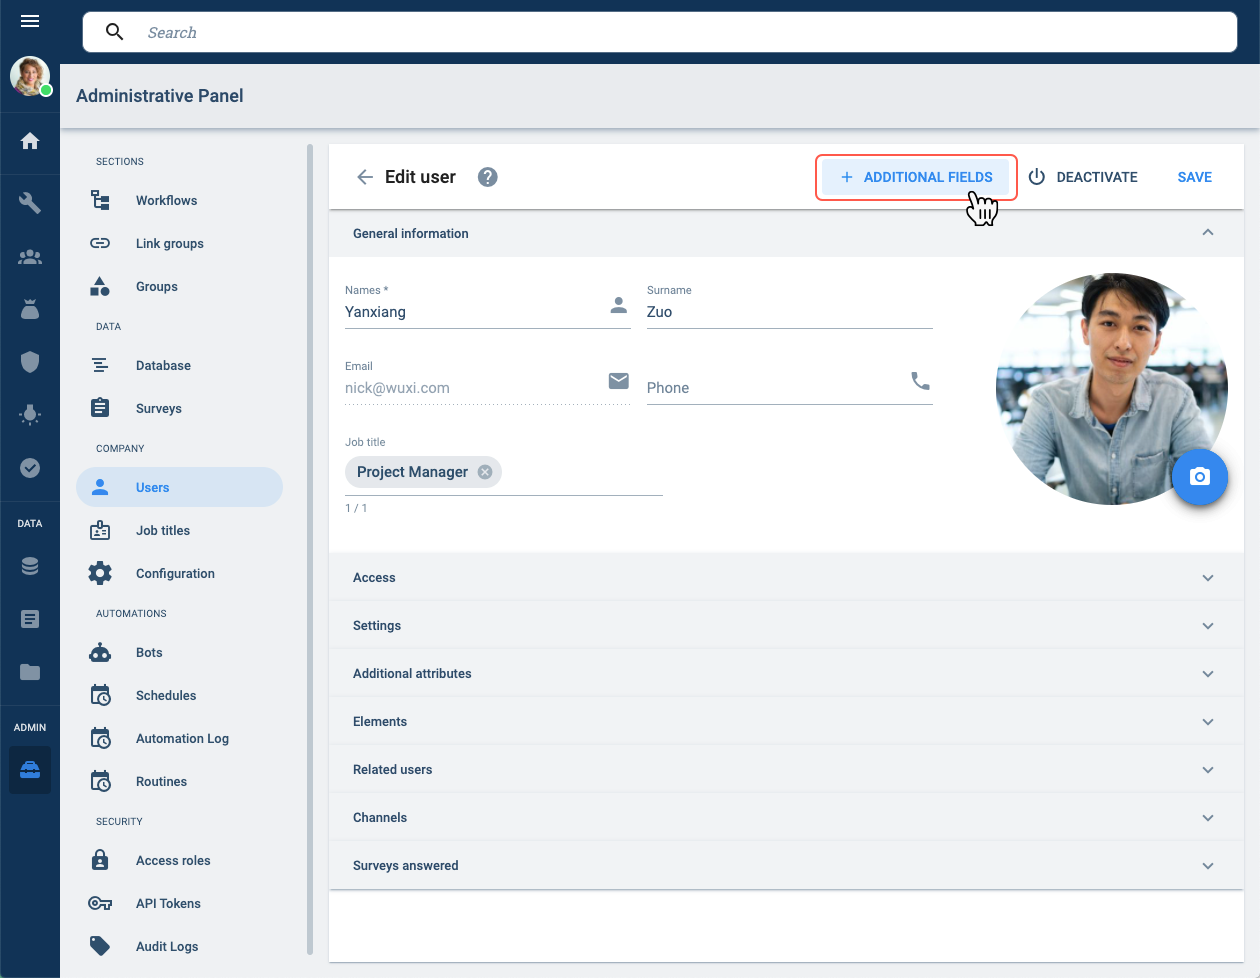 Search
Administrative Panel
SECTIONS
Workflows
Link groups
Groups
DATA
Database
Surveys
COMPANY
Users
Job titles
Configuration
AUTOMATIONS
Bots
Schedules
Automation Log
Routines
SECURITY
Access roles
API Tokens
Audit Logs
DATA
ADMIN
Edit user
+ ADDITIONAL FIELDS
DEACTIVATE
SAVE
General information
Names *
Yanxiang
Surname
Zuo
Email
nick@wuxi.com
Phone
Job title
Project Manager
1 / 1
Access
Settings
Additional attributes
Elements
Related users
Channels
Surveys answered